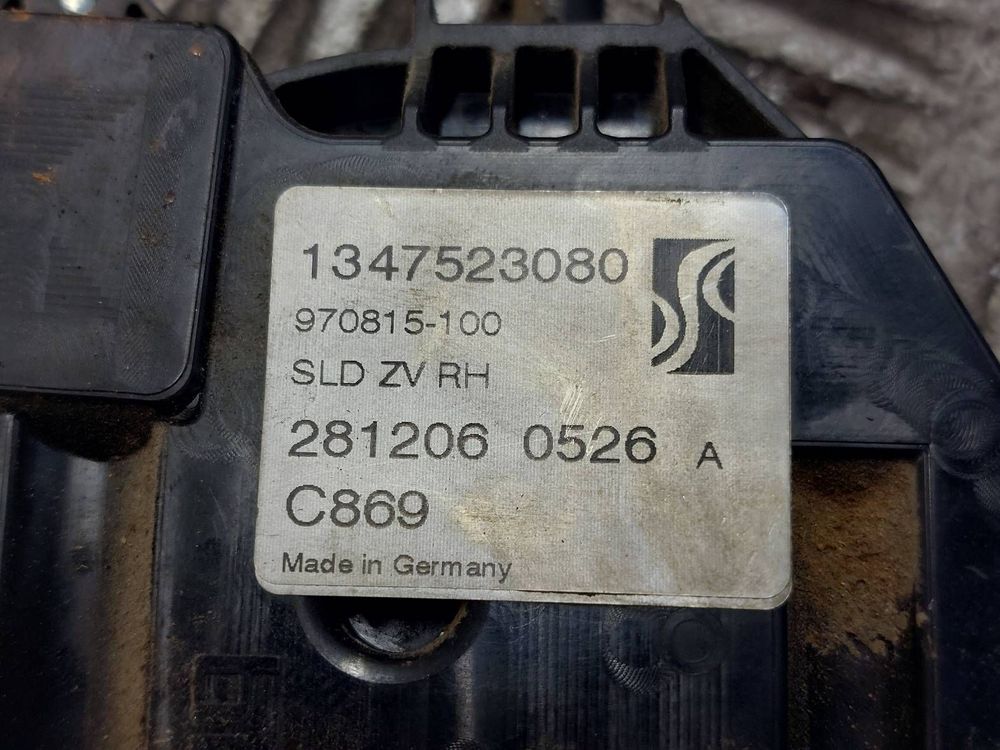 1347523080
970815-100
SLD ZV RH
281206 0526 A
C869
Made in Germany